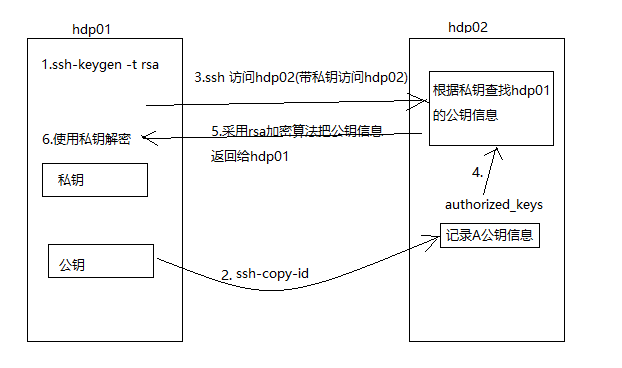 hdp01
hdp02
1.ssh-keygen -t rsa
3.ssh 访问hdp02(带私钥访问hdp02)
根据私钥查找hdp01
的公钥信息
5.采用rsa加密算法把公钥信息
返回给hdp01
6.使用私钥解密
私钥
4.
authorized_keys
记录A公钥信息
公钥
2. ssh-copy-id